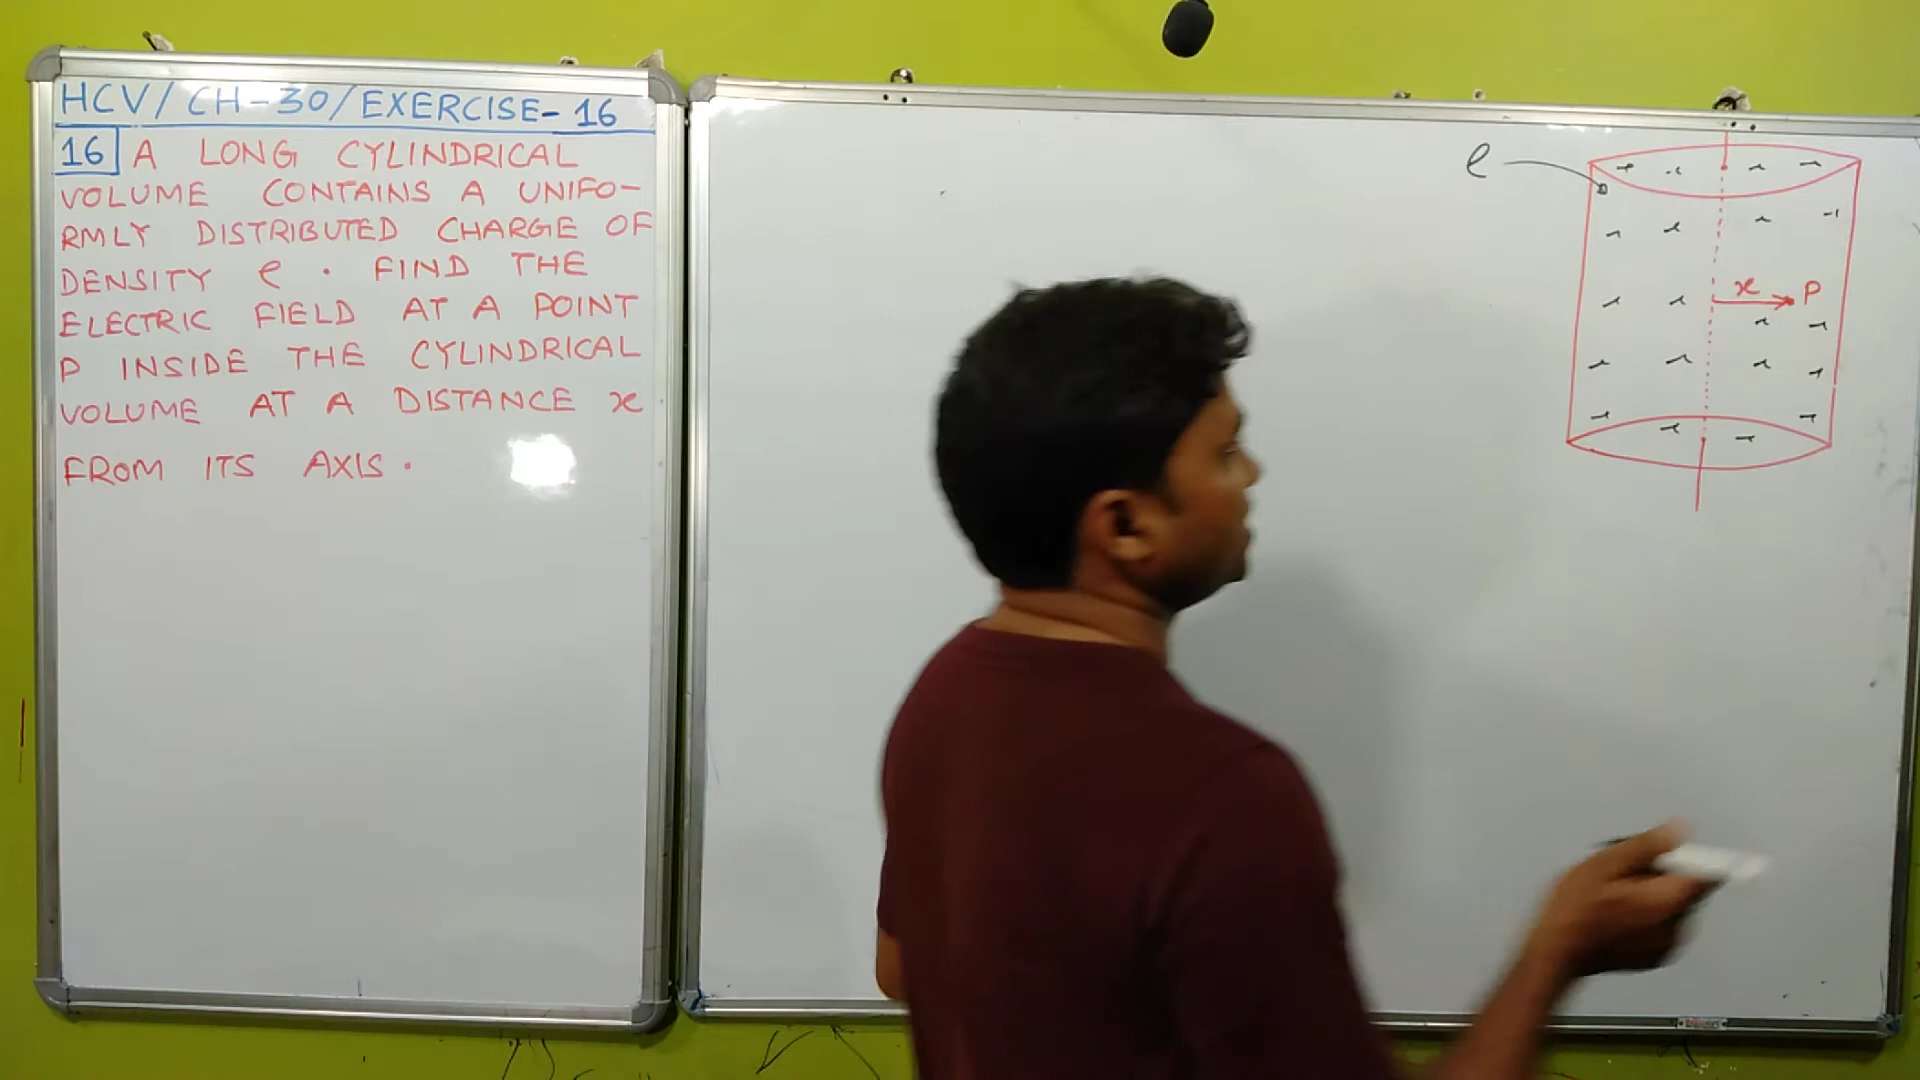 HCV/CH-30/EXERCISE-16
16 A LONG CYLINDRICAL
VOLUME CONTAINS A UNIFO-
RMLY DISTRIBUTED CHARGE OF
DENSITY ρ. FIND THE
ELECTRIC FIELD AT A POINT
P INSIDE THE CYLINDRICAL
VOLUME AT A DISTANCE x
FROM ITS AXIS.
ρ
x P